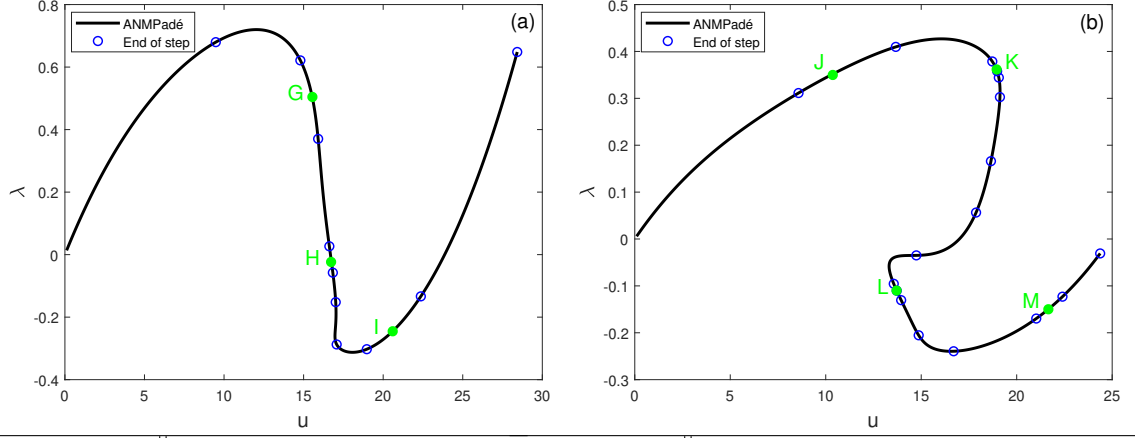 ANMPadé
End of step
(a)
0.8
0.6
0.4
0.2
0
-0.2
-0.4
λ
G
H
I
0 5 10 15 20 25 30
u
ANMPadé
End of step
(b)
0.5
0.4
0.3
0.2
0.1
0
-0.1
-0.2
-0.3
λ
J
K
L
M
0 5 10 15 20 25
u